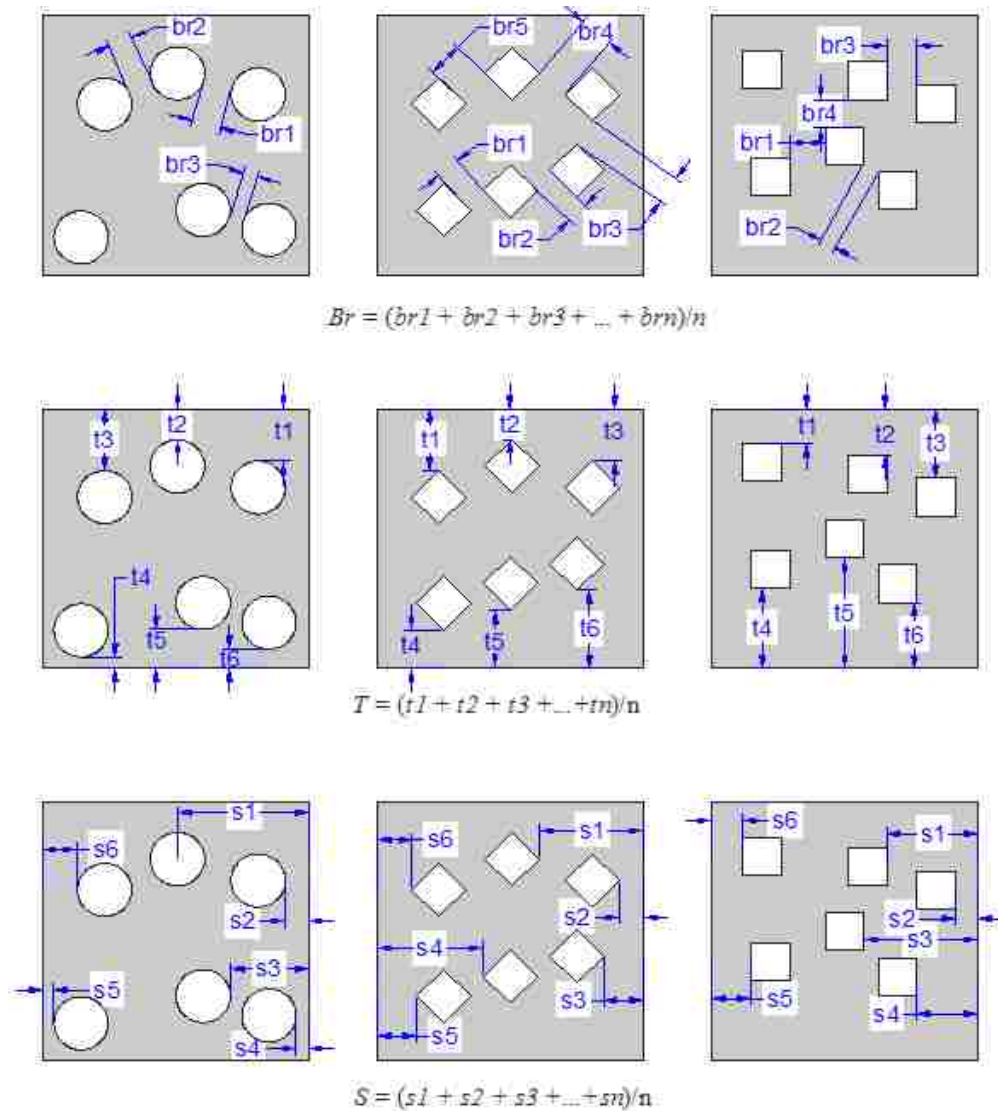 br2
br1
br3
br5
br4
br1
br2
br3
br3
br4
br1
br2
Br = (br1 + br2 + br3 + ... + brn)/n
t3
t2
t1
t4
t5
t6
t1
t2
t3
t4
t5
t6
t1
t2
t3
t4
t5
t6
T = (t1 + t2 + t3 +...+tn)/n
s1
s6
s2
s3
s5
s4
s1
s6
s2
s4
s3
s5
s6
s1
s2
s3
s5
s4
S = (s1 + s2 + s3 +...+sn)/n